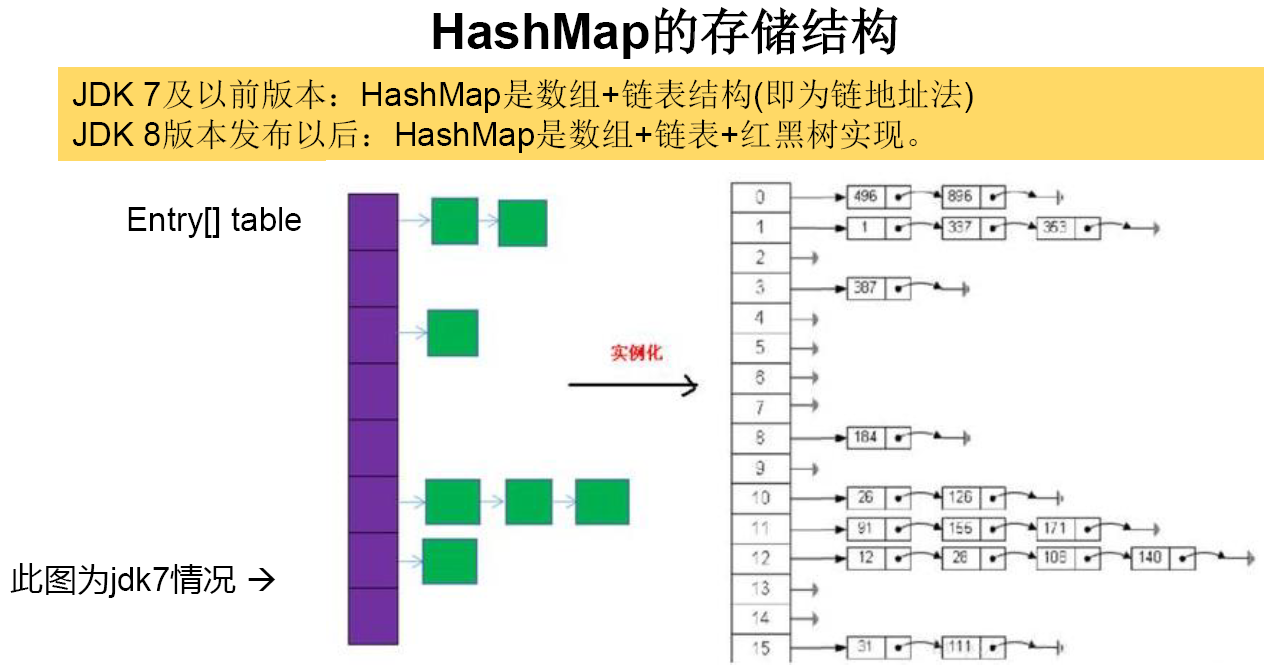 HashMap的存储结构
JDK 7及以前版本：HashMap是数组+链表结构(即为链地址法)
JDK 8版本发布以后：HashMap是数组+链表+红黑树实现。
Entry[] table
实例化
此图为jdk7情况 →
0 496 896
1 1 337 353
2
3 387
4
5
6
7
8 184
9
10 26 126
11 91 155 171
12 12 28 108 140
13
14
15 31 111